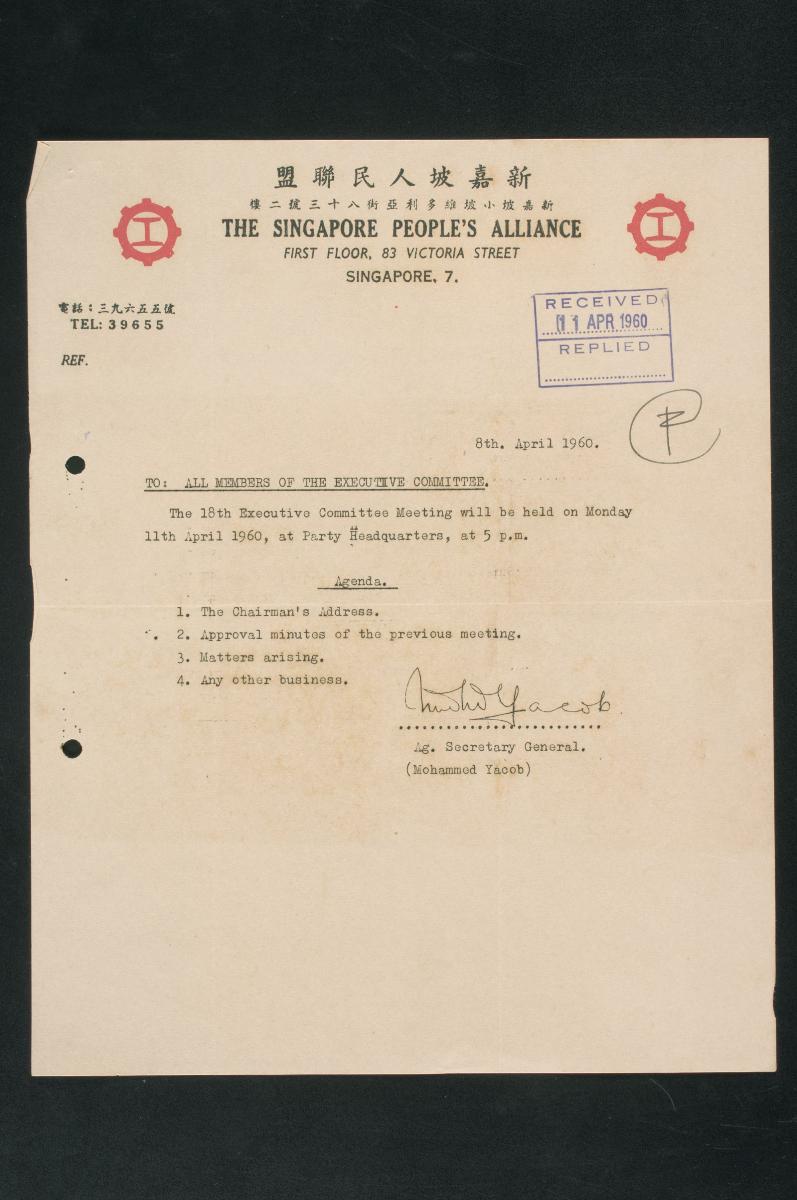 新嘉坡人民聯盟
新嘉坡小坡維多利亞街八十三號二樓
THE SINGAPORE PEOPLE'S ALLIANCE
FIRST FLOOR, 83 VICTORIA STREET
SINGAPORE, 7.
電話：三九六五五號
TEL: 39655
REF.
RECEIVED
11 APR 1960
REPLIED
8th. April 1960.
TO: ALL MEMBERS OF THE EXECUTIVE COMMITTEE.
The 18th Executive Committee Meeting will be held on Monday
11th April 1960, at Party Headquarters, at 5 p.m.
Agenda.
1. The Chairman's Address.
2. Approval minutes of the previous meeting.
3. Matters arising.
4. Any other business.
Yacob
Ag. Secretary General.
(Mohammed Yacob)